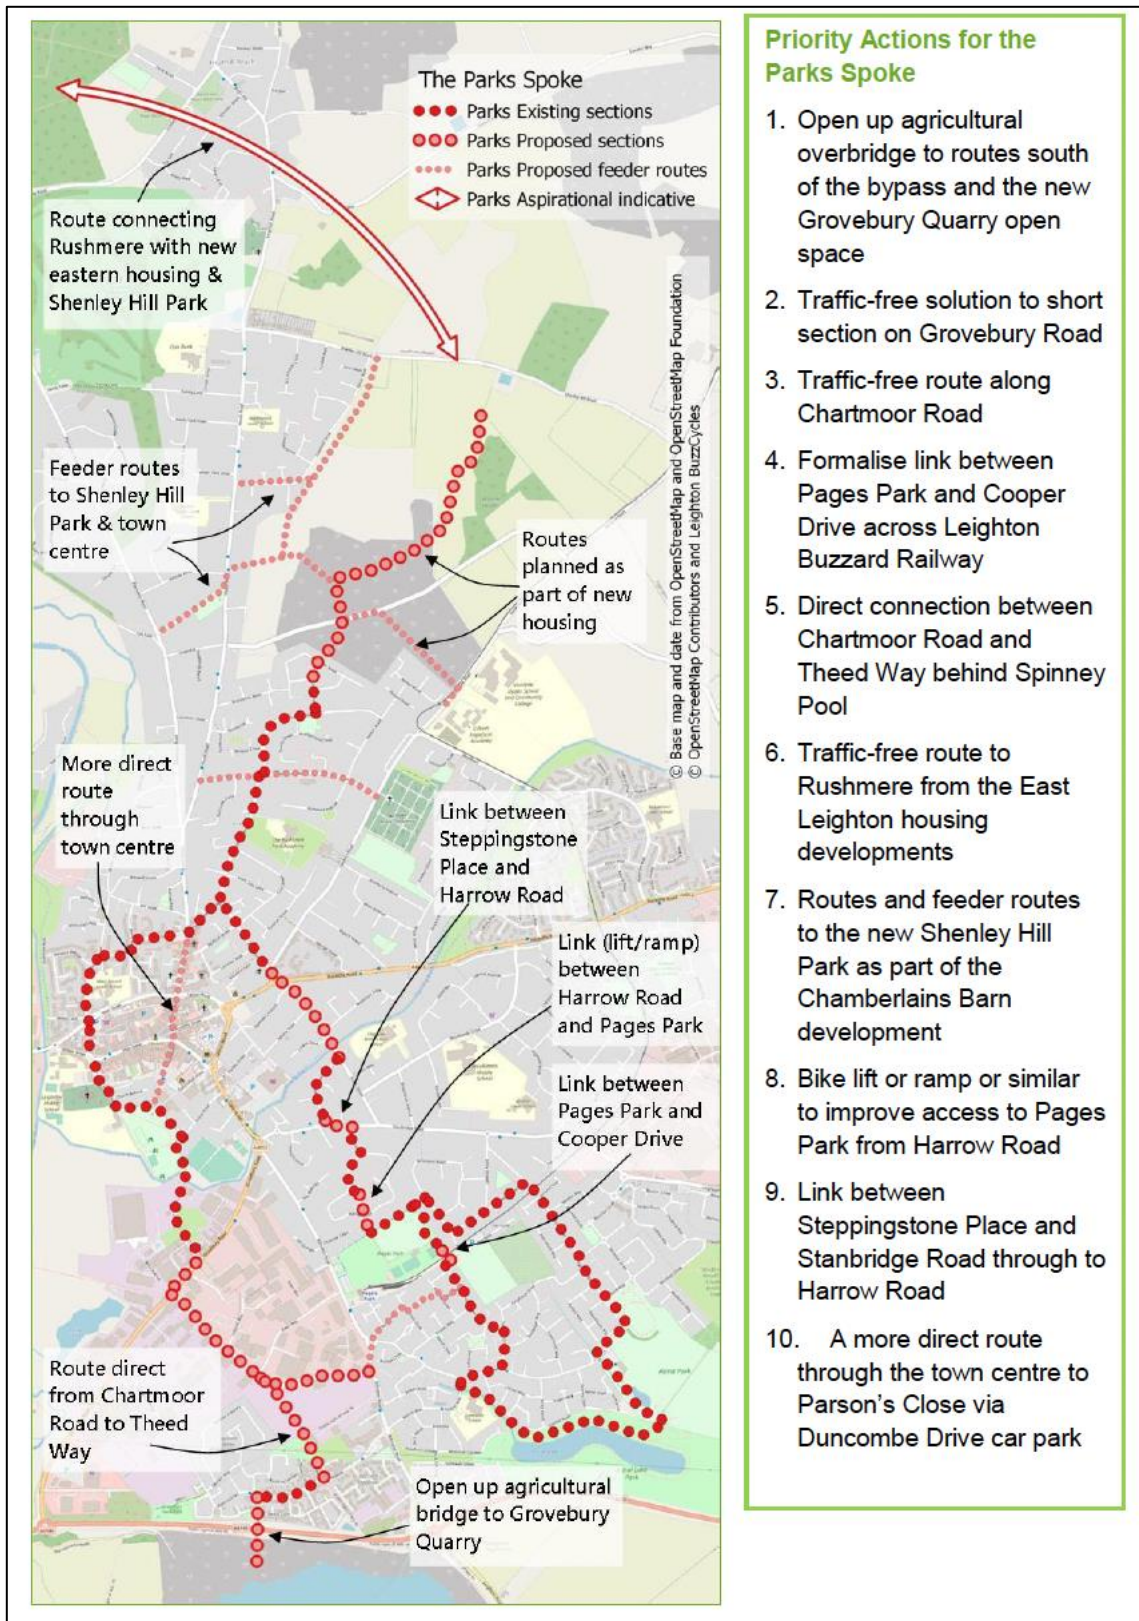 The Parks Spoke
Parks Existing sections
Parks Proposed sections
Parks Proposed feeder routes
Parks Aspirational indicative
Route connecting
Rushmere with new
eastern housing &
Shenley Hill Park
© Base map and date from OpenStreetMap and OpenStreetMap Foundation
© OpenStreetMap Contributors and Leighton BuzzCycles
Feeder routes
to Shenley Hill
Park & town
centre
Routes
planned as
part of new
housing
More direct
route
through
town centre
Link between
Steppingstone
Place and
Harrow Road
Link (lift/ramp)
between
Harrow Road
and Pages Park
Link between
Pages Park and
Cooper Drive
Route direct
from Chartmoor
Road to Theed
Way
Open up agricultural
bridge to Grovebury
Quarry
Priority Actions for the
Parks Spoke
1. Open up agricultural
overbridge to routes south
of the bypass and the new
Grovebury Quarry open
space
2. Traffic-free solution to short
section on Grovebury Road
3. Traffic-free route along
Chartmoor Road
4. Formalise link between
Pages Park and Cooper
Drive across Leighton
Buzzard Railway
5. Direct connection between
Chartmoor Road and
Theed Way behind Spinney
Pool
6. Traffic-free route to
Rushmere from the East
Leighton housing
developments
7. Routes and feeder routes
to the new Shenley Hill
Park as part of the
Chamberlains Barn
development
8. Bike lift or ramp or similar
to improve access to Pages
Park from Harrow Road
9. Link between
Steppingstone Place and
Stanbridge Road through to
Harrow Road
10. A more direct route
through the town centre to
Parson's Close via
Duncombe Drive car park